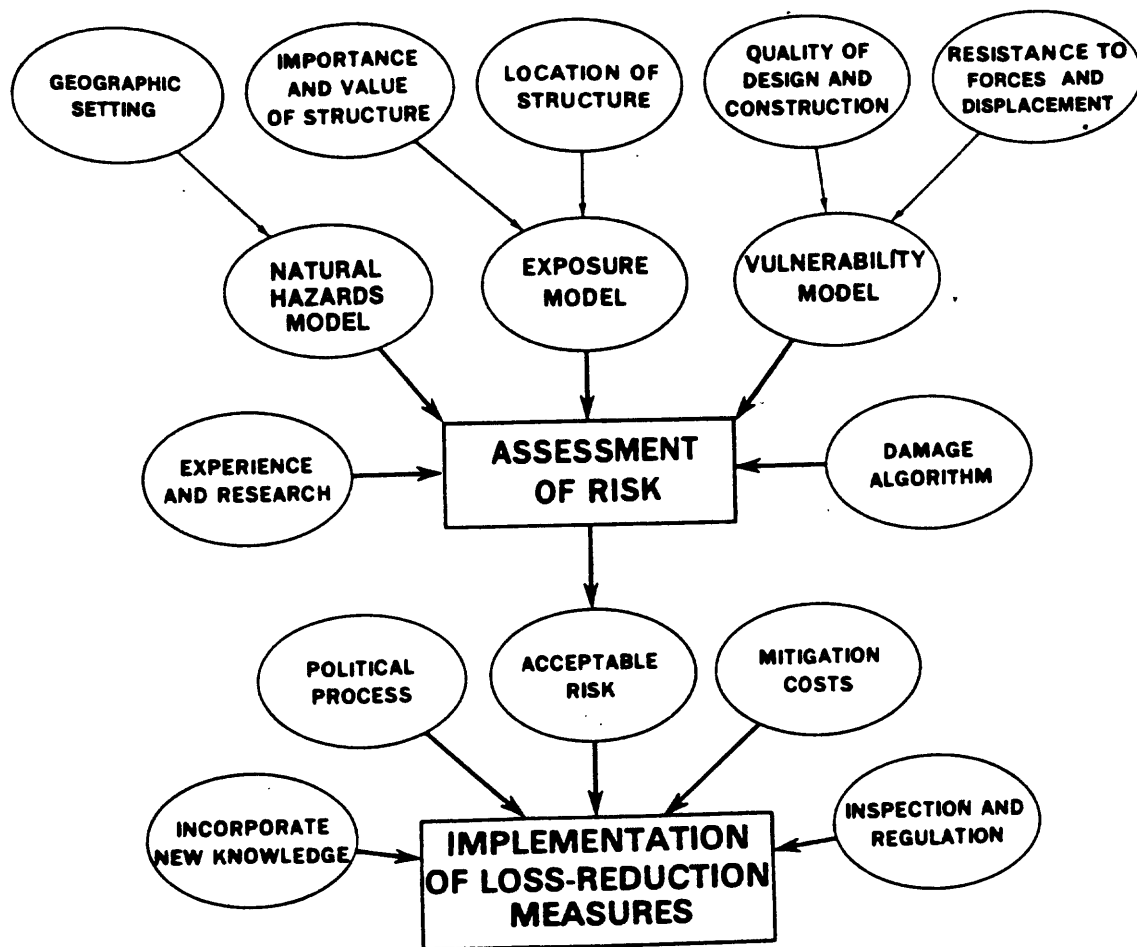 GEOGRAPHIC
SETTING
IMPORTANCE
AND VALUE
OF STRUCTURE
LOCATION OF
STRUCTURE
QUALITY OF
DESIGN AND
CONSTRUCTION
RESISTANCE TO
FORCES AND
DISPLACEMENT
NATURAL
HAZARDS
MODEL
EXPOSURE
MODEL
VULNERABILITY
MODEL
EXPERIENCE
AND RESEARCH
ASSESSMENT
OF RISK
DAMAGE
ALGORITHM
POLITICAL
PROCESS
ACCEPTABLE
RISK
MITIGATION
COSTS
INCORPORATE
NEW KNOWLEDGE
IMPLEMENTATION
OF LOSS-REDUCTION
MEASURES
INSPECTION AND
REGULATION